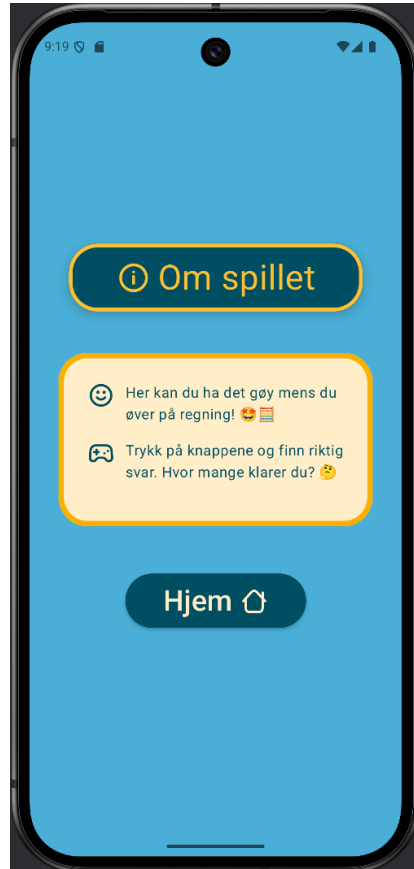 9:19
Om spillet
Her kan du ha det gøy mens du
øver på regning! 🤩🧮
Trykk på knappene og finn riktig
svar. Hvor mange klarer du? 🤔
Hjem